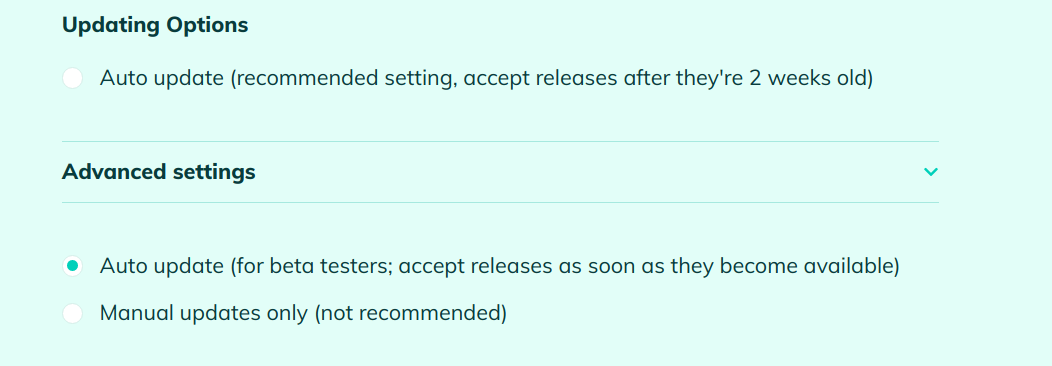 Updating Options
Auto update (recommended setting, accept releases after they're 2 weeks old)
Advanced settings
Auto update (for beta testers; accept releases as soon as they become available)
Manual updates only (not recommended)